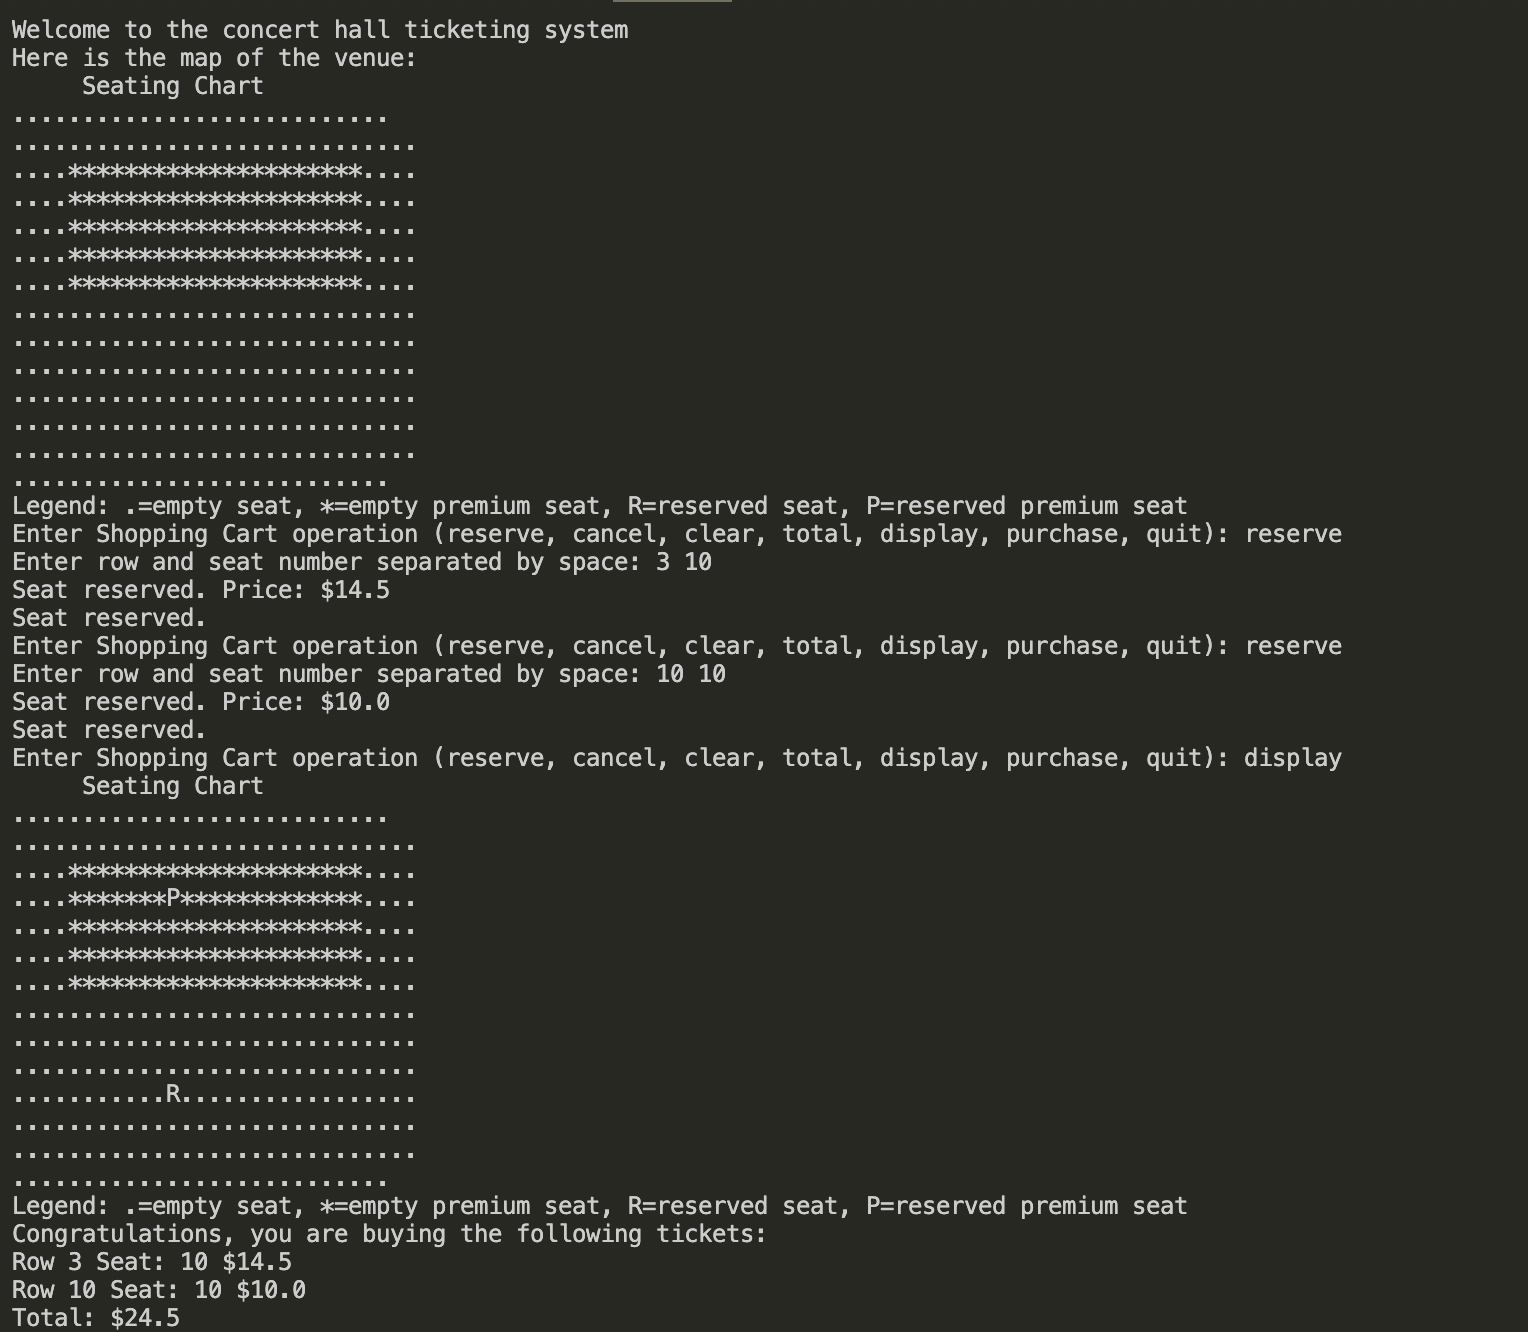 Welcome to the concert hall ticketing system
Here is the map of the venue:
     Seating Chart
...........................
.............................
....*********************....
....*********************....
....*********************....
....*********************....
....*********************....
.............................
.............................
.............................
.............................
.............................
.............................
...........................
Legend: .=empty seat, *=empty premium seat, R=reserved seat, P=reserved premium seat
Enter Shopping Cart operation (reserve, cancel, clear, total, display, purchase, quit): reserve
Enter row and seat number separated by space: 3 10
Seat reserved. Price: $14.5
Seat reserved.
Enter Shopping Cart operation (reserve, cancel, clear, total, display, purchase, quit): reserve
Enter row and seat number separated by space: 10 10
Seat reserved. Price: $10.0
Seat reserved.
Enter Shopping Cart operation (reserve, cancel, clear, total, display, purchase, quit): display
     Seating Chart
...........................
.............................
....*********************....
....*******P*************....
....*********************....
....*********************....
....*********************....
.............................
.............................
.............................
...........R.................
.............................
.............................
...........................
Legend: .=empty seat, *=empty premium seat, R=reserved seat, P=reserved premium seat
Congratulations, you are buying the following tickets:
Row 3 Seat: 10 $14.5
Row 10 Seat: 10 $10.0
Total: $24.5